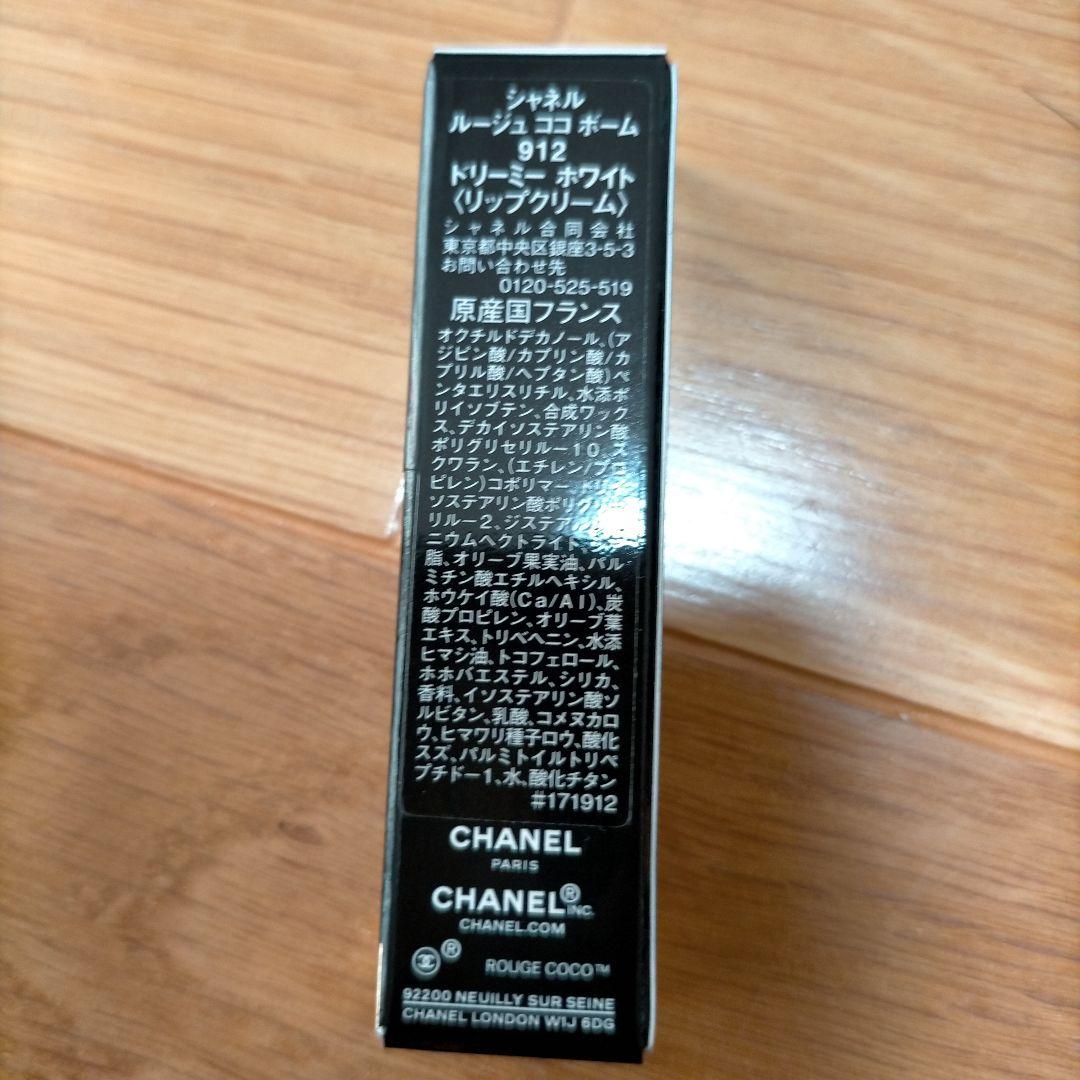 シャネル
ルージュ ココ ボーム
912
ドリーミー ホワイト
〈リップクリーム〉
シャネル合同会社
東京都中央区銀座3-5-3
お問い合わせ先
0120-525-519
原産国フランス
オクチルドデカノール、(ア
ジピン酸/カプリン酸/カ
プリル酸/ヘプタン酸)ペ
ンタエリスリチル、水添ポ
リイソブテン、合成ワック
ス、デカイソステアリン酸
ポリグリセリル－10、ス
クワラン、(エチレン/プロ
ピレン)コポリマー、
ソステアリン酸ポリグリ
リル－2、ジステア
ニウムヘクトライト、
脂、オリーブ果実油、パル
ミチン酸エチルヘキシル、
ホウケイ酸(Ca/Al)、炭
酸プロピレン、オリーブ葉
エキス、トリベヘニン、水添
ヒマシ油、トコフェロール、
ホホバエステル、シリカ、
香料、イソステアリン酸ソ
ルビタン、乳酸、コメヌカロ
ウ、ヒマワリ種子ロウ、酸化
スズ、パルミトイルトリペ
プチド－1、水、酸化チタン
#171912
CHANEL
PARIS
CHANEL®
INC.
CHANEL.COM
®
ROUGE COCO™
92200 NEUILLY SUR SEINE
CHANEL LONDON W1J 6DG